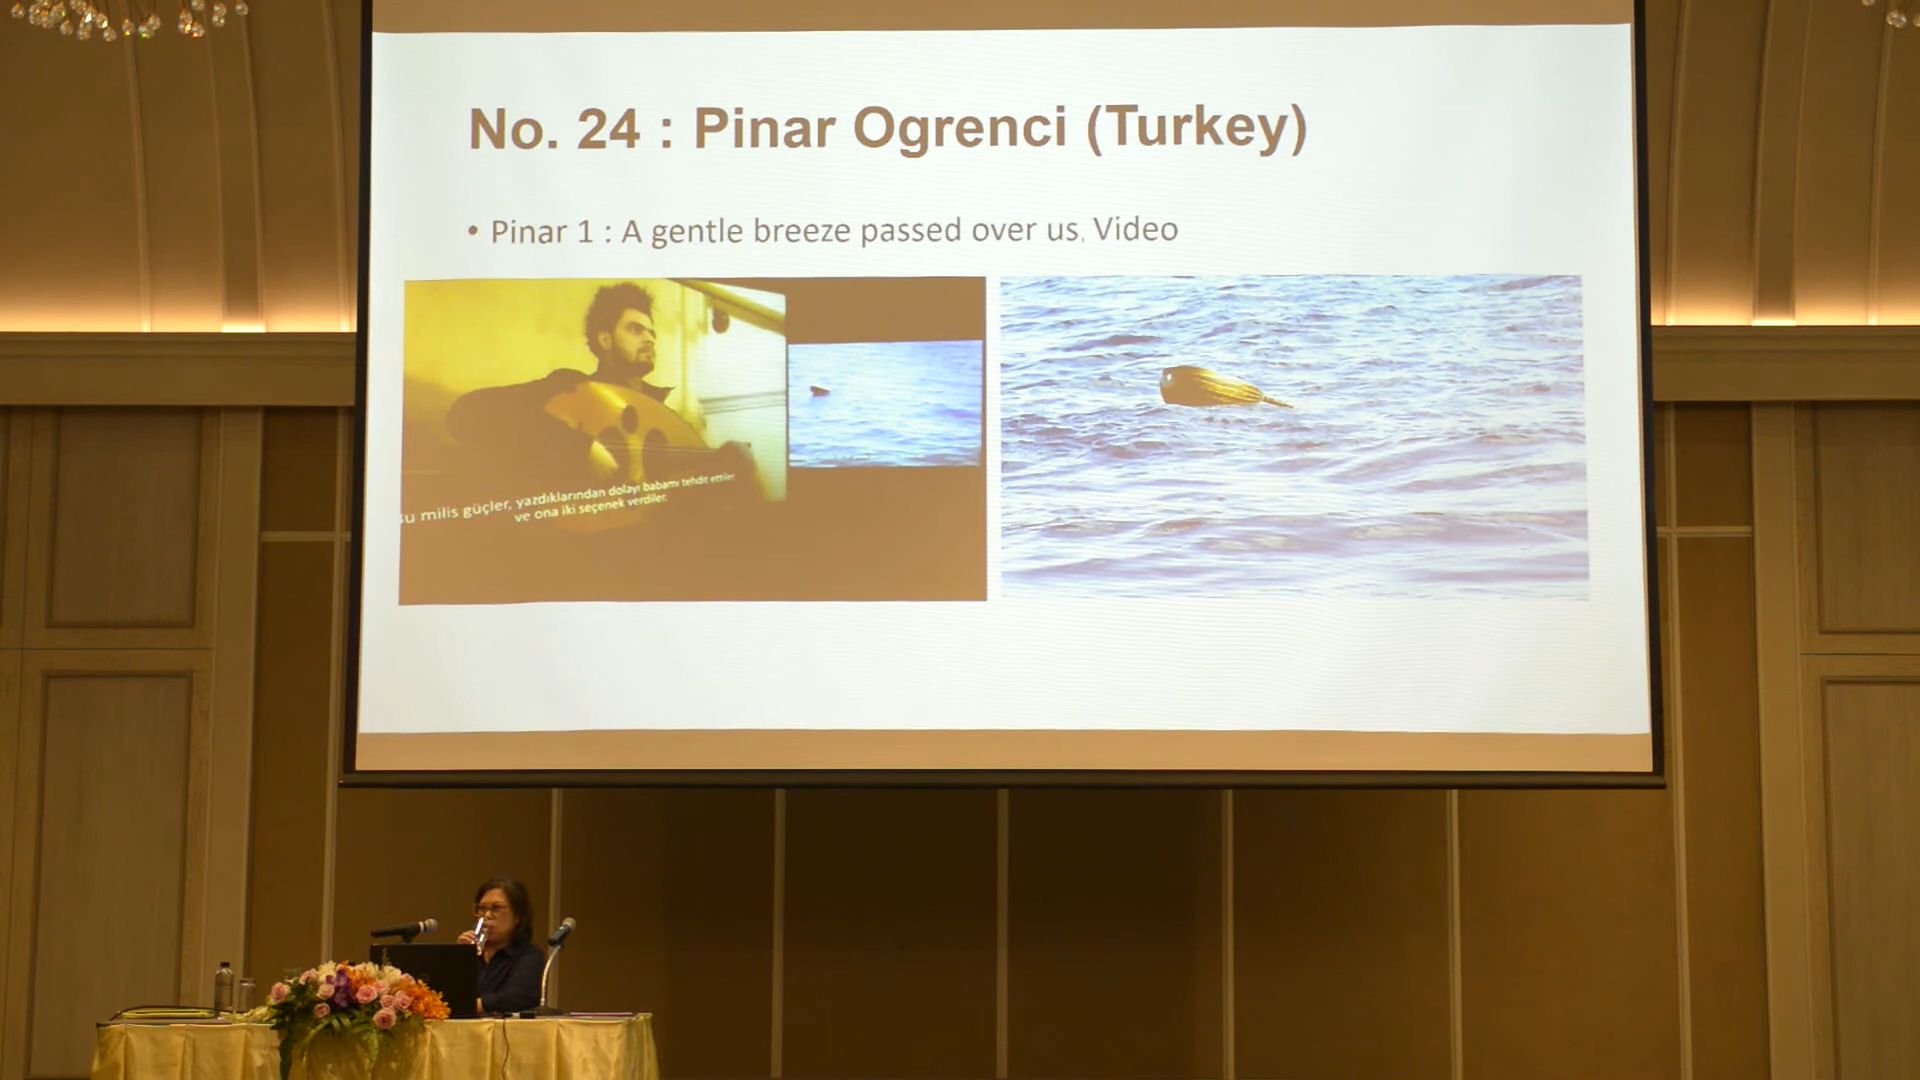 No. 24 : Pinar Ogrenci (Turkey)
• Pinar 1 : A gentle breeze passed over us, Video
Bu milis güçler, yazdıklarından dolayı babamı tehdit ettiler
ve ona iki seçenek verdiler.